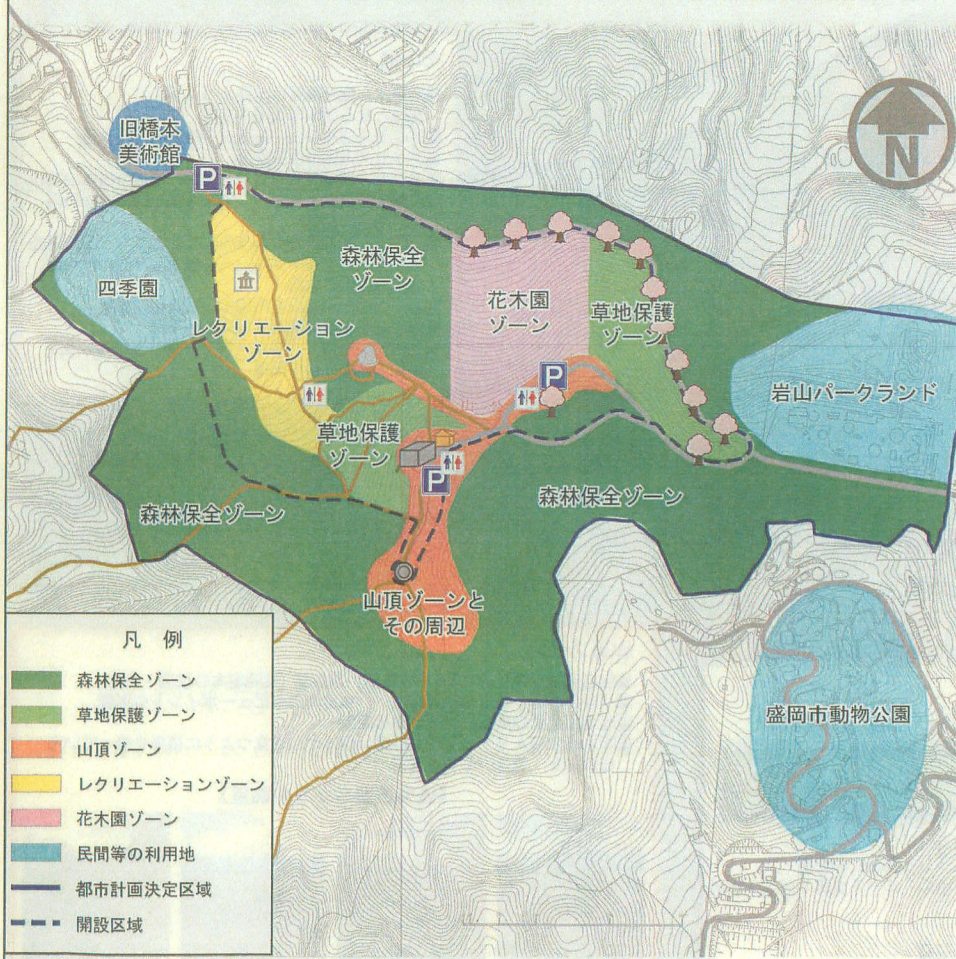 旧橋本
美術館
P
N
四季園
森林保全
ゾーン
レクリエーション
ゾーン
花木園
ゾーン
草地保護
ゾーン
P
岩山パークランド
草地保護
ゾーン
P
森林保全ゾーン
森林保全ゾーン
山頂ゾーンと
その周辺
盛岡市動物公園
凡例
森林保全ゾーン
草地保護ゾーン
山頂ゾーン
レクリエーションゾーン
花木園ゾーン
民間等の利用地
都市計画決定区域
開設区域